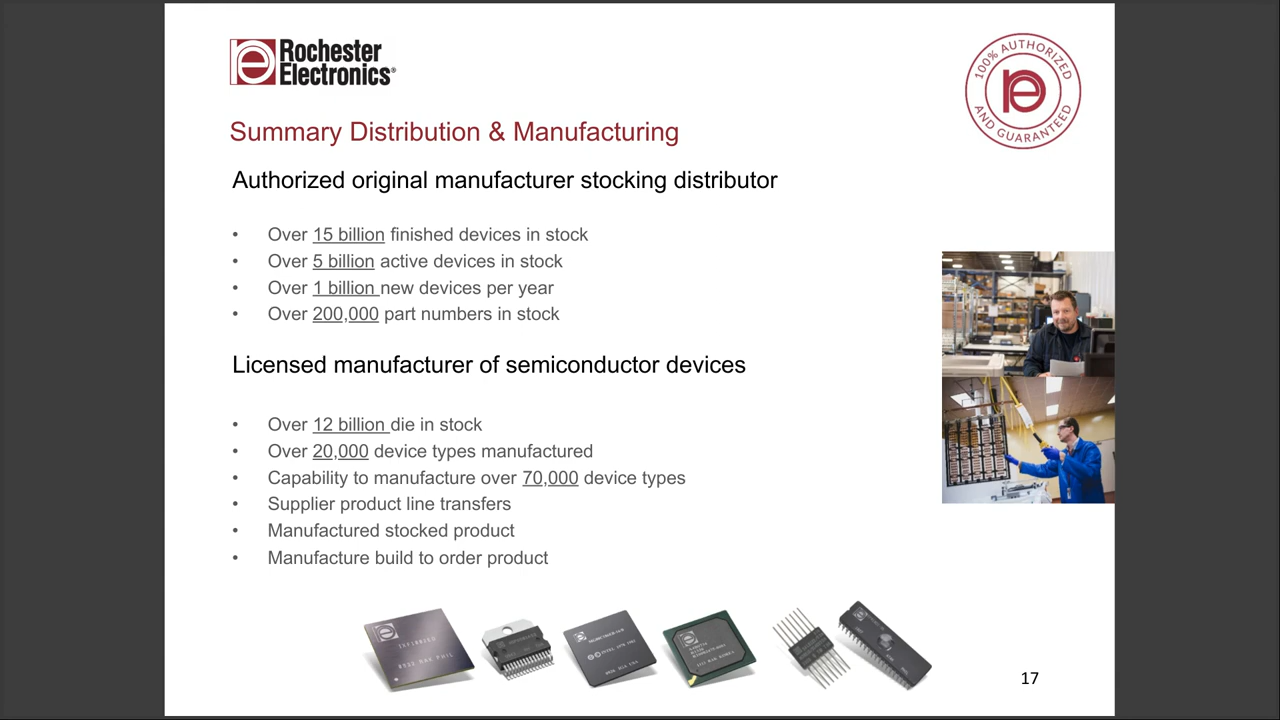 Rochester
Electronics®
100% AUTHORIZED
AND GUARANTEED
Summary Distribution & Manufacturing
Authorized original manufacturer stocking distributor
• Over 15 billion finished devices in stock
• Over 5 billion active devices in stock
• Over 1 billion new devices per year
• Over 200,000 part numbers in stock
Licensed manufacturer of semiconductor devices
• Over 12 billion die in stock
• Over 20,000 device types manufactured
• Capability to manufacture over 70,000 device types
• Supplier product line transfers
• Manufactured stocked product
• Manufacture build to order product
17